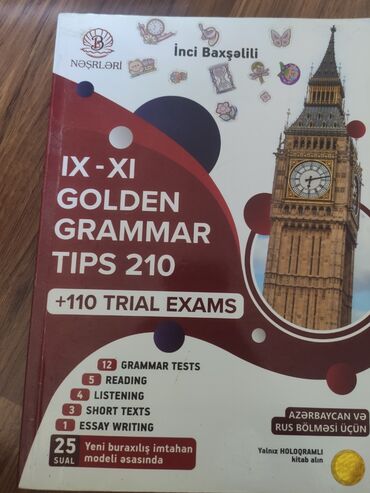 B
NƏŞRLƏRİ
İnci Baxşəlili
IX - XI
GOLDEN
GRAMMAR
TIPS 210
+110 TRIAL EXAMS
12 GRAMMAR TESTS
5 READING
4 LISTENING
3 SHORT TEXTS
1 ESSAY WRITING
25 SUAL
Yeni buraxılış imtahan
modeli əsasında
AZƏRBAYCAN VƏ
RUS BÖLMƏSİ ÜÇÜN
Yalnız HOLOQRAMLI
kitab alın